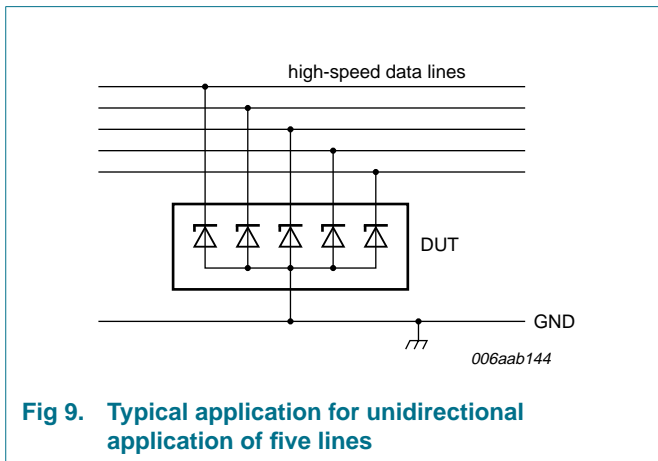 high-speed data lines
DUT
GND
006aab144
Fig 9. Typical application for unidirectional
application of five lines